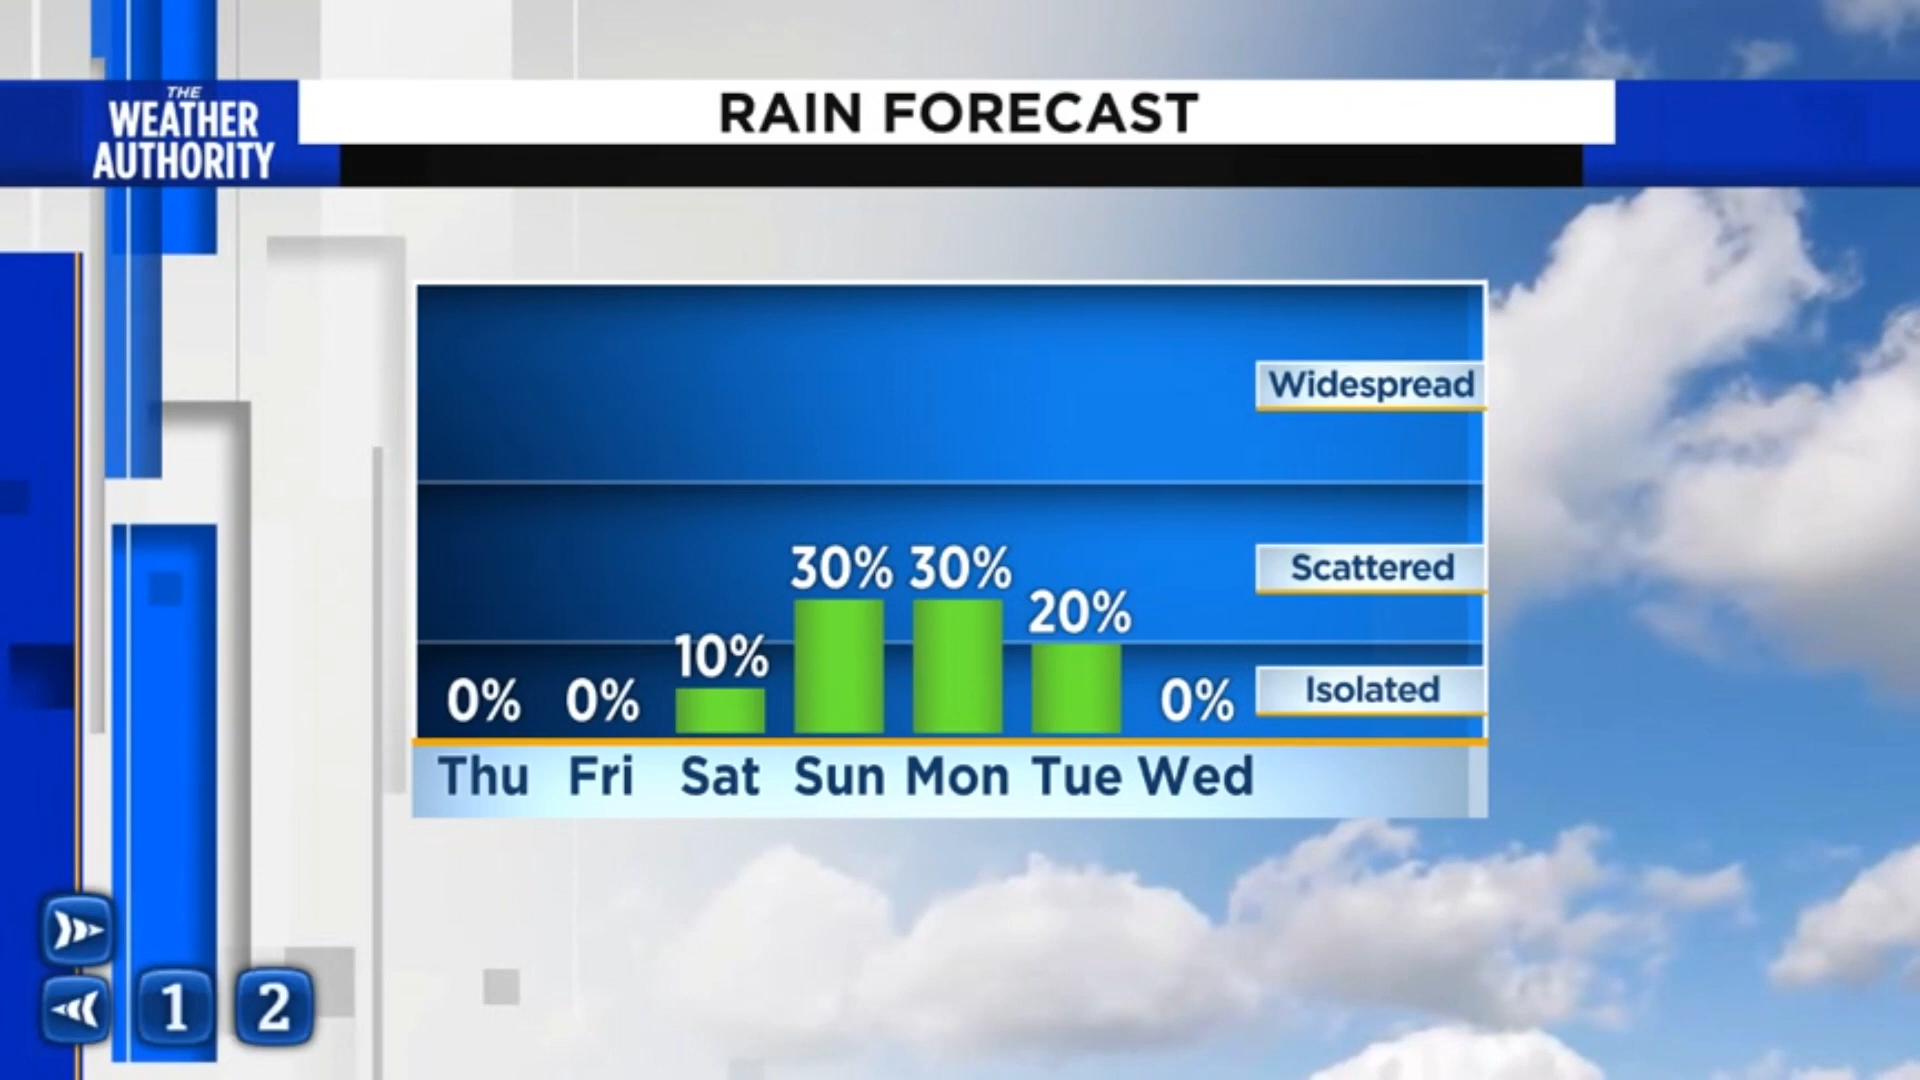 THE
WEATHER
AUTHORITY
RAIN FORECAST
Widespread
Scattered
Isolated
0% 0% 10% 30% 30% 20% 0%
Thu Fri Sat Sun Mon Tue Wed
1 2